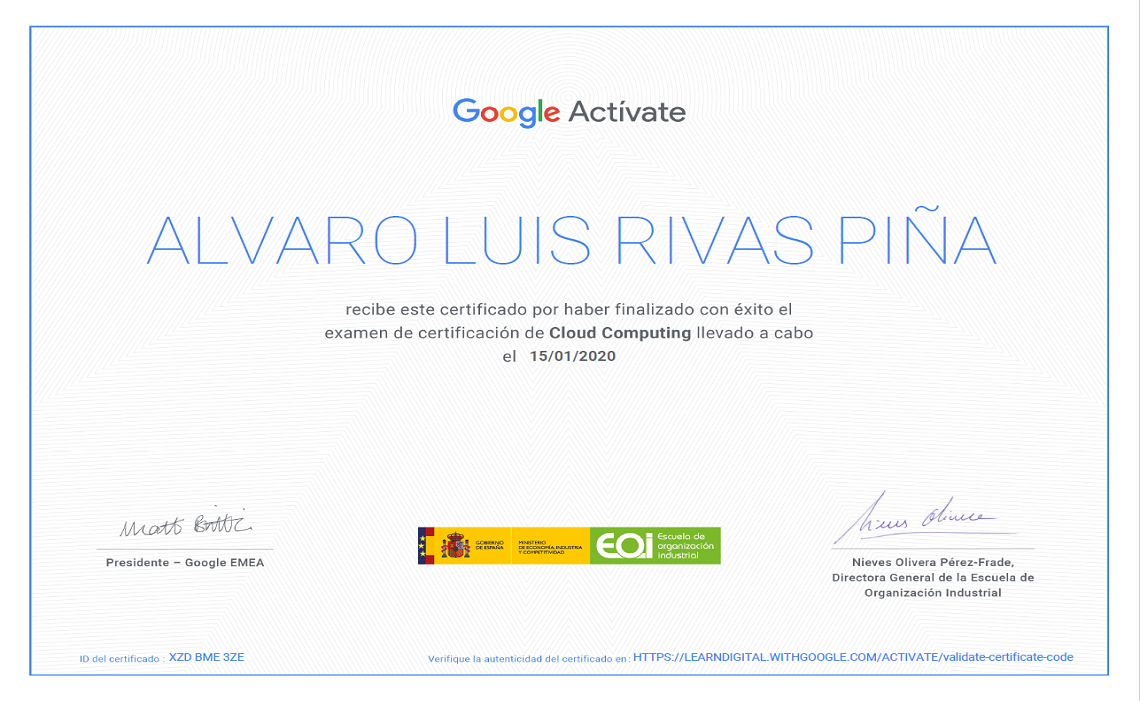 Google Actívate
ALVARO LUIS RIVAS PIÑA
recibe este certificado por haber finalizado con éxito el
examen de certificación de Cloud Computing llevado a cabo
el 15/01/2020
Matt Brittin
Presidente – Google EMEA
GOBIERNO
DE ESPAÑA
MINISTERIO
DE ECONOMÍA, INDUSTRIA
Y COMPETITIVIDAD
EOi
Escuela de
organización
industrial
Nieves Olivera
Nieves Olivera Pérez-Frade,
Directora General de la Escuela de
Organización Industrial
ID del certificado : XZD BME 3ZE
Verifique la autenticidad del certificado en: HTTPS://LEARNDIGITAL.WITHGOOGLE.COM/ACTIVATE/validate-certificate-code